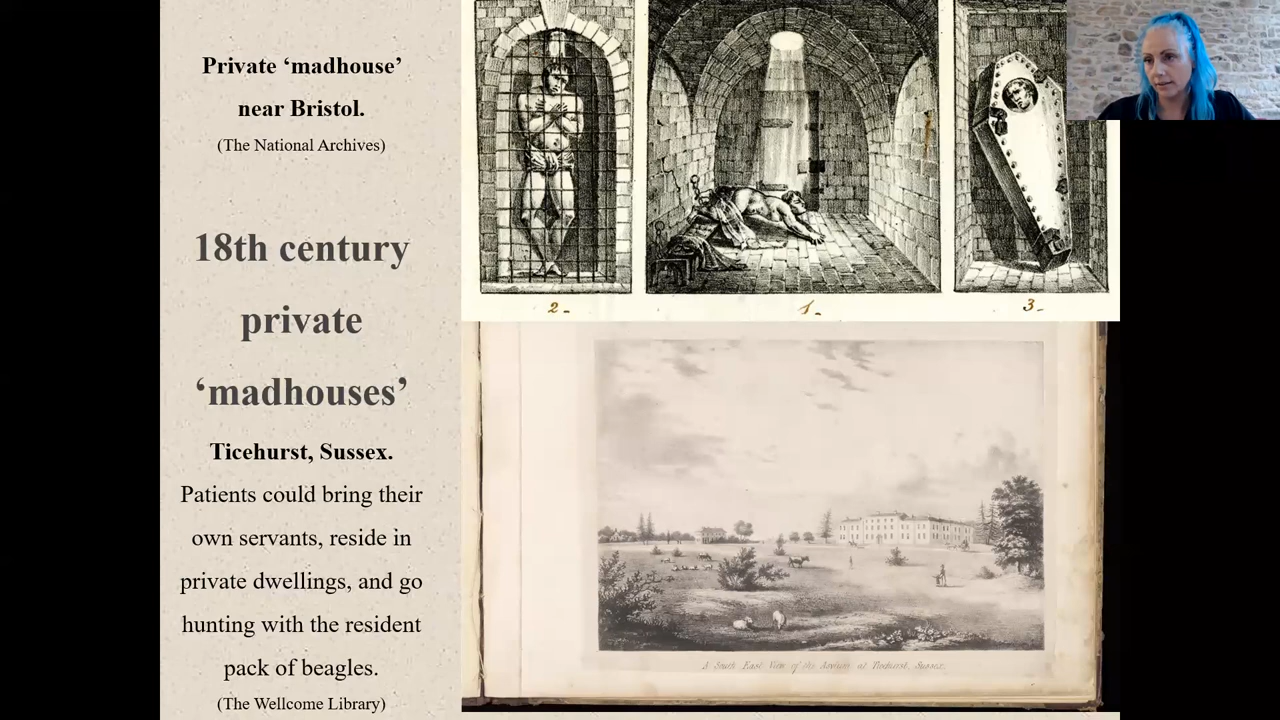 Private ‘madhouse’
near Bristol.
(The National Archives)
18th century
private
‘madhouses’
Ticehurst, Sussex.
Patients could bring their
own servants, reside in
private dwellings, and go
hunting with the resident
pack of beagles.
(The Wellcome Library)
2. 1. 3.
A South East View of the Asylum at Ticehurst, Sussex.